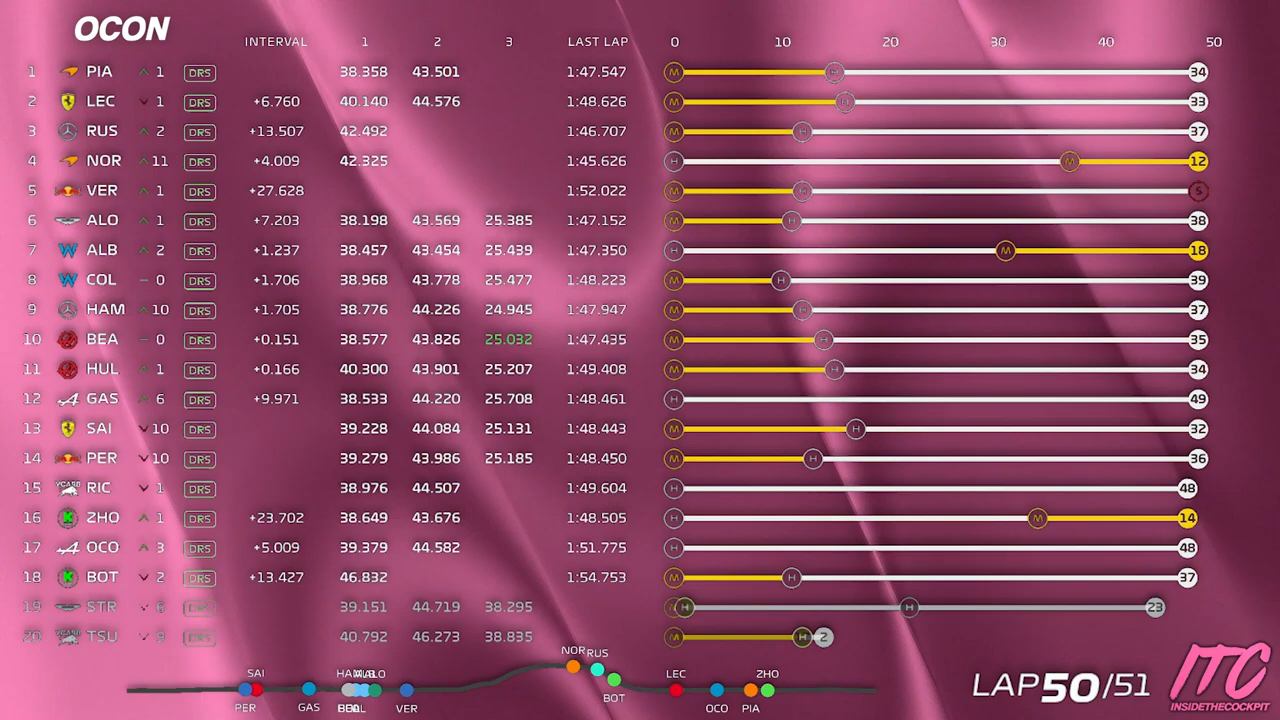 OCON
INTERVAL 1 2 3 LAST LAP 0 10 20 30 40 50
1 PIA 1 DRS 38.358 43.501 1:47.547 M H 34
2 LEC 1 DRS +6.760 40.140 44.576 1:48.626 M H 33
3 RUS 2 DRS +13.507 42.492 1:46.707 M H 37
4 NOR 11 DRS +4.009 42.325 1:45.626 H M 12
5 VER 1 DRS +27.628 1:52.022 M H S
6 ALO 1 DRS +7.203 38.198 43.569 25.385 1:47.152 M H 38
7 ALB 2 DRS +1.237 38.457 43.454 25.439 1:47.350 H M 18
8 COL 0 DRS +1.706 38.968 43.778 25.477 1:48.223 M H 39
9 HAM 10 DRS +1.705 38.776 44.226 24.945 1:47.947 M H 37
10 BEA 0 DRS +0.151 38.577 43.826 25.032 1:47.435 M H 35
11 HUL 1 DRS +0.166 40.300 43.901 25.207 1:49.408 M H 34
12 GAS 6 DRS +9.971 38.533 44.220 25.708 1:48.461 H 49
13 SAI 10 DRS 39.228 44.084 25.131 1:48.443 M H 32
14 PER 10 DRS 39.279 43.986 25.185 1:48.450 M H 36
15 RIC 1 DRS 38.976 44.507 1:49.604 H 48
16 ZHO 1 DRS +23.702 38.649 43.676 1:48.505 H M 14
17 OCO 3 DRS +5.009 39.379 44.582 1:51.775 H 48
18 BOT 2 DRS +13.427 46.832 1:54.753 M H 37
19 STR 6 DRS 39.151 44.719 38.295 H H 23
20 TSU 9 DRS 40.792 46.273 38.835 M H 2
NOR RUS
SAI ALO LEC ZHO
BOT
PER GAS VER OCO PIA
LAP 50/51
ITC
INSIDETHECOCKPIT